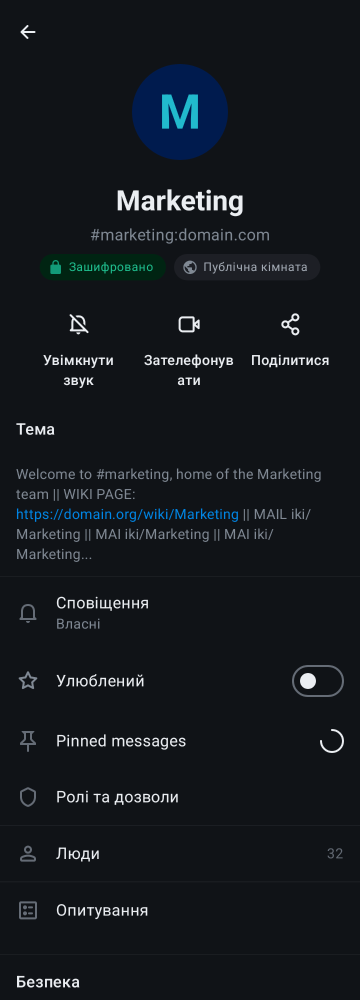 M
Marketing
#marketing:domain.com
Зашифровано
Публічна кімната
Увімкнути
звук
Зателефонув
ати
Поділитися
Тема
Welcome to #marketing, home of the Marketing
team || WIKI PAGE:
https://domain.org/wiki/Marketing || MAIL iki/
Marketing || MAI iki/Marketing || MAI iki/
Marketing...
Сповіщення
Власні
Улюблений
Pinned messages
Ролі та дозволи
Люди
32
Опитування
Безпека